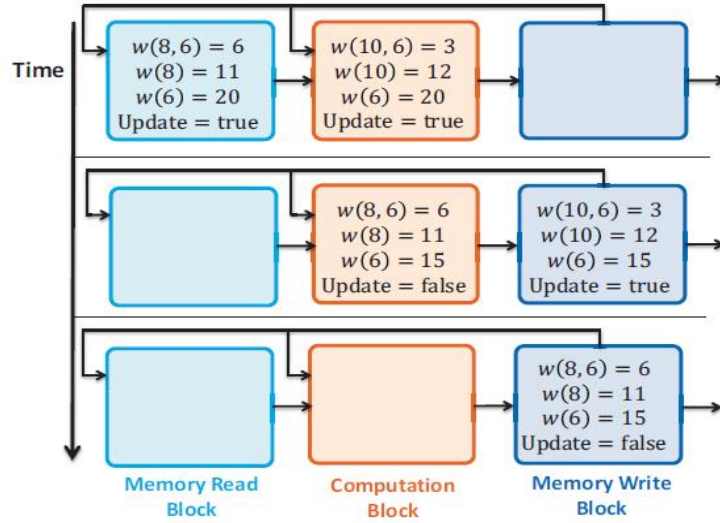 Time
w(8,6) = 6
w(8) = 11
w(6) = 20
Update = true
w(10,6) = 3
w(10) = 12
w(6) = 20
Update = true
w(8,6) = 6
w(8) = 11
w(6) = 15
Update = false
w(10,6) = 3
w(10) = 12
w(6) = 15
Update = true
w(8,6) = 6
w(8) = 11
w(6) = 15
Update = false
Memory Read
Block
Computation
Block
Memory Write
Block